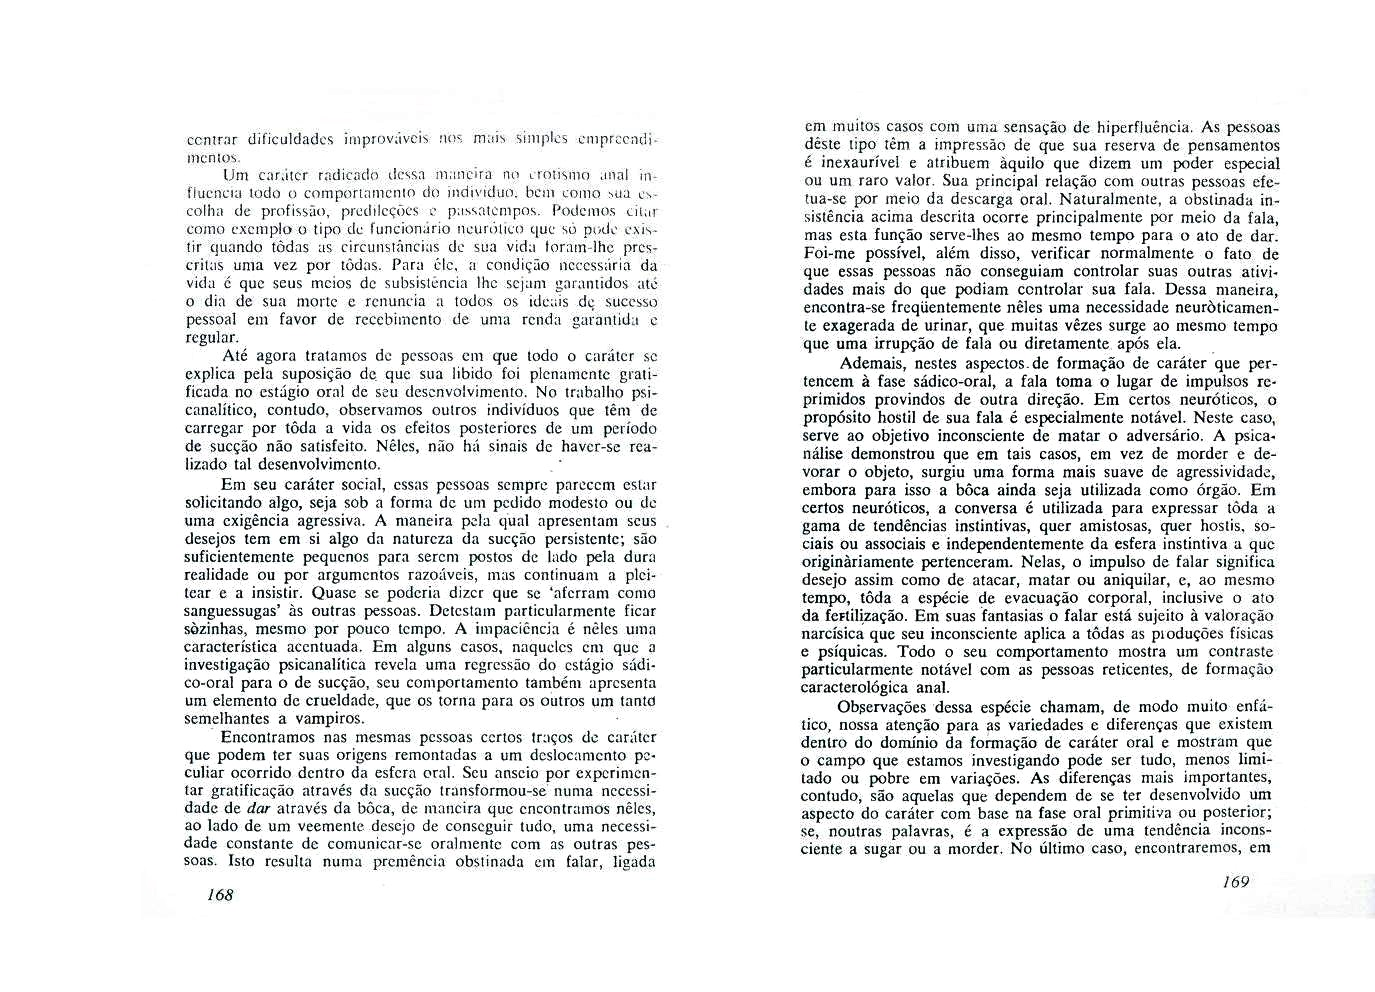 centrar dificuldades improváveis nos mais simples empreendi-
mentos.
Um caráter radicado dessa maneira no erotismo anal in-
fluencia todo o comportamento do indivíduo, bem como sua es-
colha de profissão, predileções e passatempos. Podemos citar
como exemplo o tipo de funcionário neurótico que só pode exis-
tir quando tôdas as circunstâncias de sua vida foram-lhe pres-
critas uma vez por tôdas. Para êle, a condição necessária da
vida é que seus meios de subsistência lhe sejam garantidos até
o dia de sua morte e renuncia a todos os ideais de sucesso
pessoal em favor de recebimento de uma renda garantida e
regular.
Até agora tratamos de pessoas em que todo o caráter se
explica pela suposição de que sua libido foi plenamente grati-
ficada no estágio oral de seu desenvolvimento. No trabalho psi-
canalítico, contudo, observamos outros indivíduos que têm de
carregar por tôda a vida os efeitos posteriores de um período
de sucção não satisfeito. Nêles, não há sinais de haver-se rea-
lizado tal desenvolvimento.
Em seu caráter social, essas pessoas sempre parecem estar
solicitando algo, seja sob a forma de um pedido modesto ou de
uma exigência agressiva. A maneira pela qual apresentam seus
desejos tem em si algo da natureza da sucção persistente; são
suficientemente pequenos para serem postos de lado pela dura
realidade ou por argumentos razoáveis, mas continuam a plei-
tear e a insistir. Quase se poderia dizer que se 'aferram como
sanguessugas' às outras pessoas. Detestam particularmente ficar
sòzinhas, mesmo por pouco tempo. A impaciência é nêles uma
característica acentuada. Em alguns casos, naqueles em que a
investigação psicanalítica revela uma regressão do estágio sádi-
co-oral para o de sucção, seu comportamento também apresenta
um elemento de crueldade, que os torna para os outros um tanto
semelhantes a vampiros.
Encontramos nas mesmas pessoas certos traços de caráter
que podem ter suas origens remontadas a um deslocamento pe-
culiar ocorrido dentro da esfera oral. Seu anseio por experimen-
tar gratificação através da sucção transformou-se numa necessi-
dade de dar através da bôca, de maneira que encontramos nêles,
ao lado de um veemente desejo de conseguir tudo, uma necessi-
dade constante de comunicar-se oralmente com as outras pes-
soas. Isto resulta numa premência obstinada em falar, ligada
168
em muitos casos com uma sensação de hiperfluência. As pessoas
dêste tipo têm a impressão de que sua reserva de pensamentos
é inexaurível e atribuem àquilo que dizem um poder especial
ou um raro valor. Sua principal relação com outras pessoas efe-
tua-se por meio da descarga oral. Naturalmente, a obstinada in-
sistência acima descrita ocorre principalmente por meio da fala,
mas esta função serve-lhes ao mesmo tempo para o ato de dar.
Foi-me possível, além disso, verificar normalmente o fato de
que essas pessoas não conseguiam controlar suas outras ativi-
dades mais do que podiam controlar sua fala. Dessa maneira,
encontra-se freqüentemente nêles uma necessidade neuròticamen-
te exagerada de urinar, que muitas vêzes surge ao mesmo tempo
que uma irrupção de fala ou diretamente após ela.
Ademais, nestes aspectos de formação de caráter que per-
tencem à fase sádico-oral, a fala toma o lugar de impulsos re-
primidos provindos de outra direção. Em certos neuróticos, o
propósito hostil de sua fala é especialmente notável. Neste caso,
serve ao objetivo inconsciente de matar o adversário. A psica-
nálise demonstrou que em tais casos, em vez de morder e de-
vorar o objeto, surgiu uma forma mais suave de agressividade,
embora para isso a bôca ainda seja utilizada como órgão. Em
certos neuróticos, a conversa é utilizada para expressar tôda a
gama de tendências instintivas, quer amistosas, quer hostis, so-
ciais ou associais e independentemente da esfera instintiva a que
originàriamente pertenceram. Nelas, o impulso de falar significa
desejo assim como de atacar, matar ou aniquilar, e, ao mesmo
tempo, tôda a espécie de evacuação corporal, inclusive o ato
da fertilização. Em suas fantasias o falar está sujeito à valoração
narcísica que seu inconsciente aplica a tôdas as produções físicas
e psíquicas. Todo o seu comportamento mostra um contraste
particularmente notável com as pessoas reticentes, de formação
caracterológica anal.
Observações dessa espécie chamam, de modo muito enfá-
tico, nossa atenção para as variedades e diferenças que existem
dentro do domínio da formação de caráter oral e mostram que
o campo que estamos investigando pode ser tudo, menos limi-
tado ou pobre em variações. As diferenças mais importantes,
contudo, são aquelas que dependem de se ter desenvolvido um
aspecto do caráter com base na fase oral primitiva ou posterior;
se, noutras palavras, é a expressão de uma tendência incons-
ciente a sugar ou a morder. No último caso, encontraremos, em
169